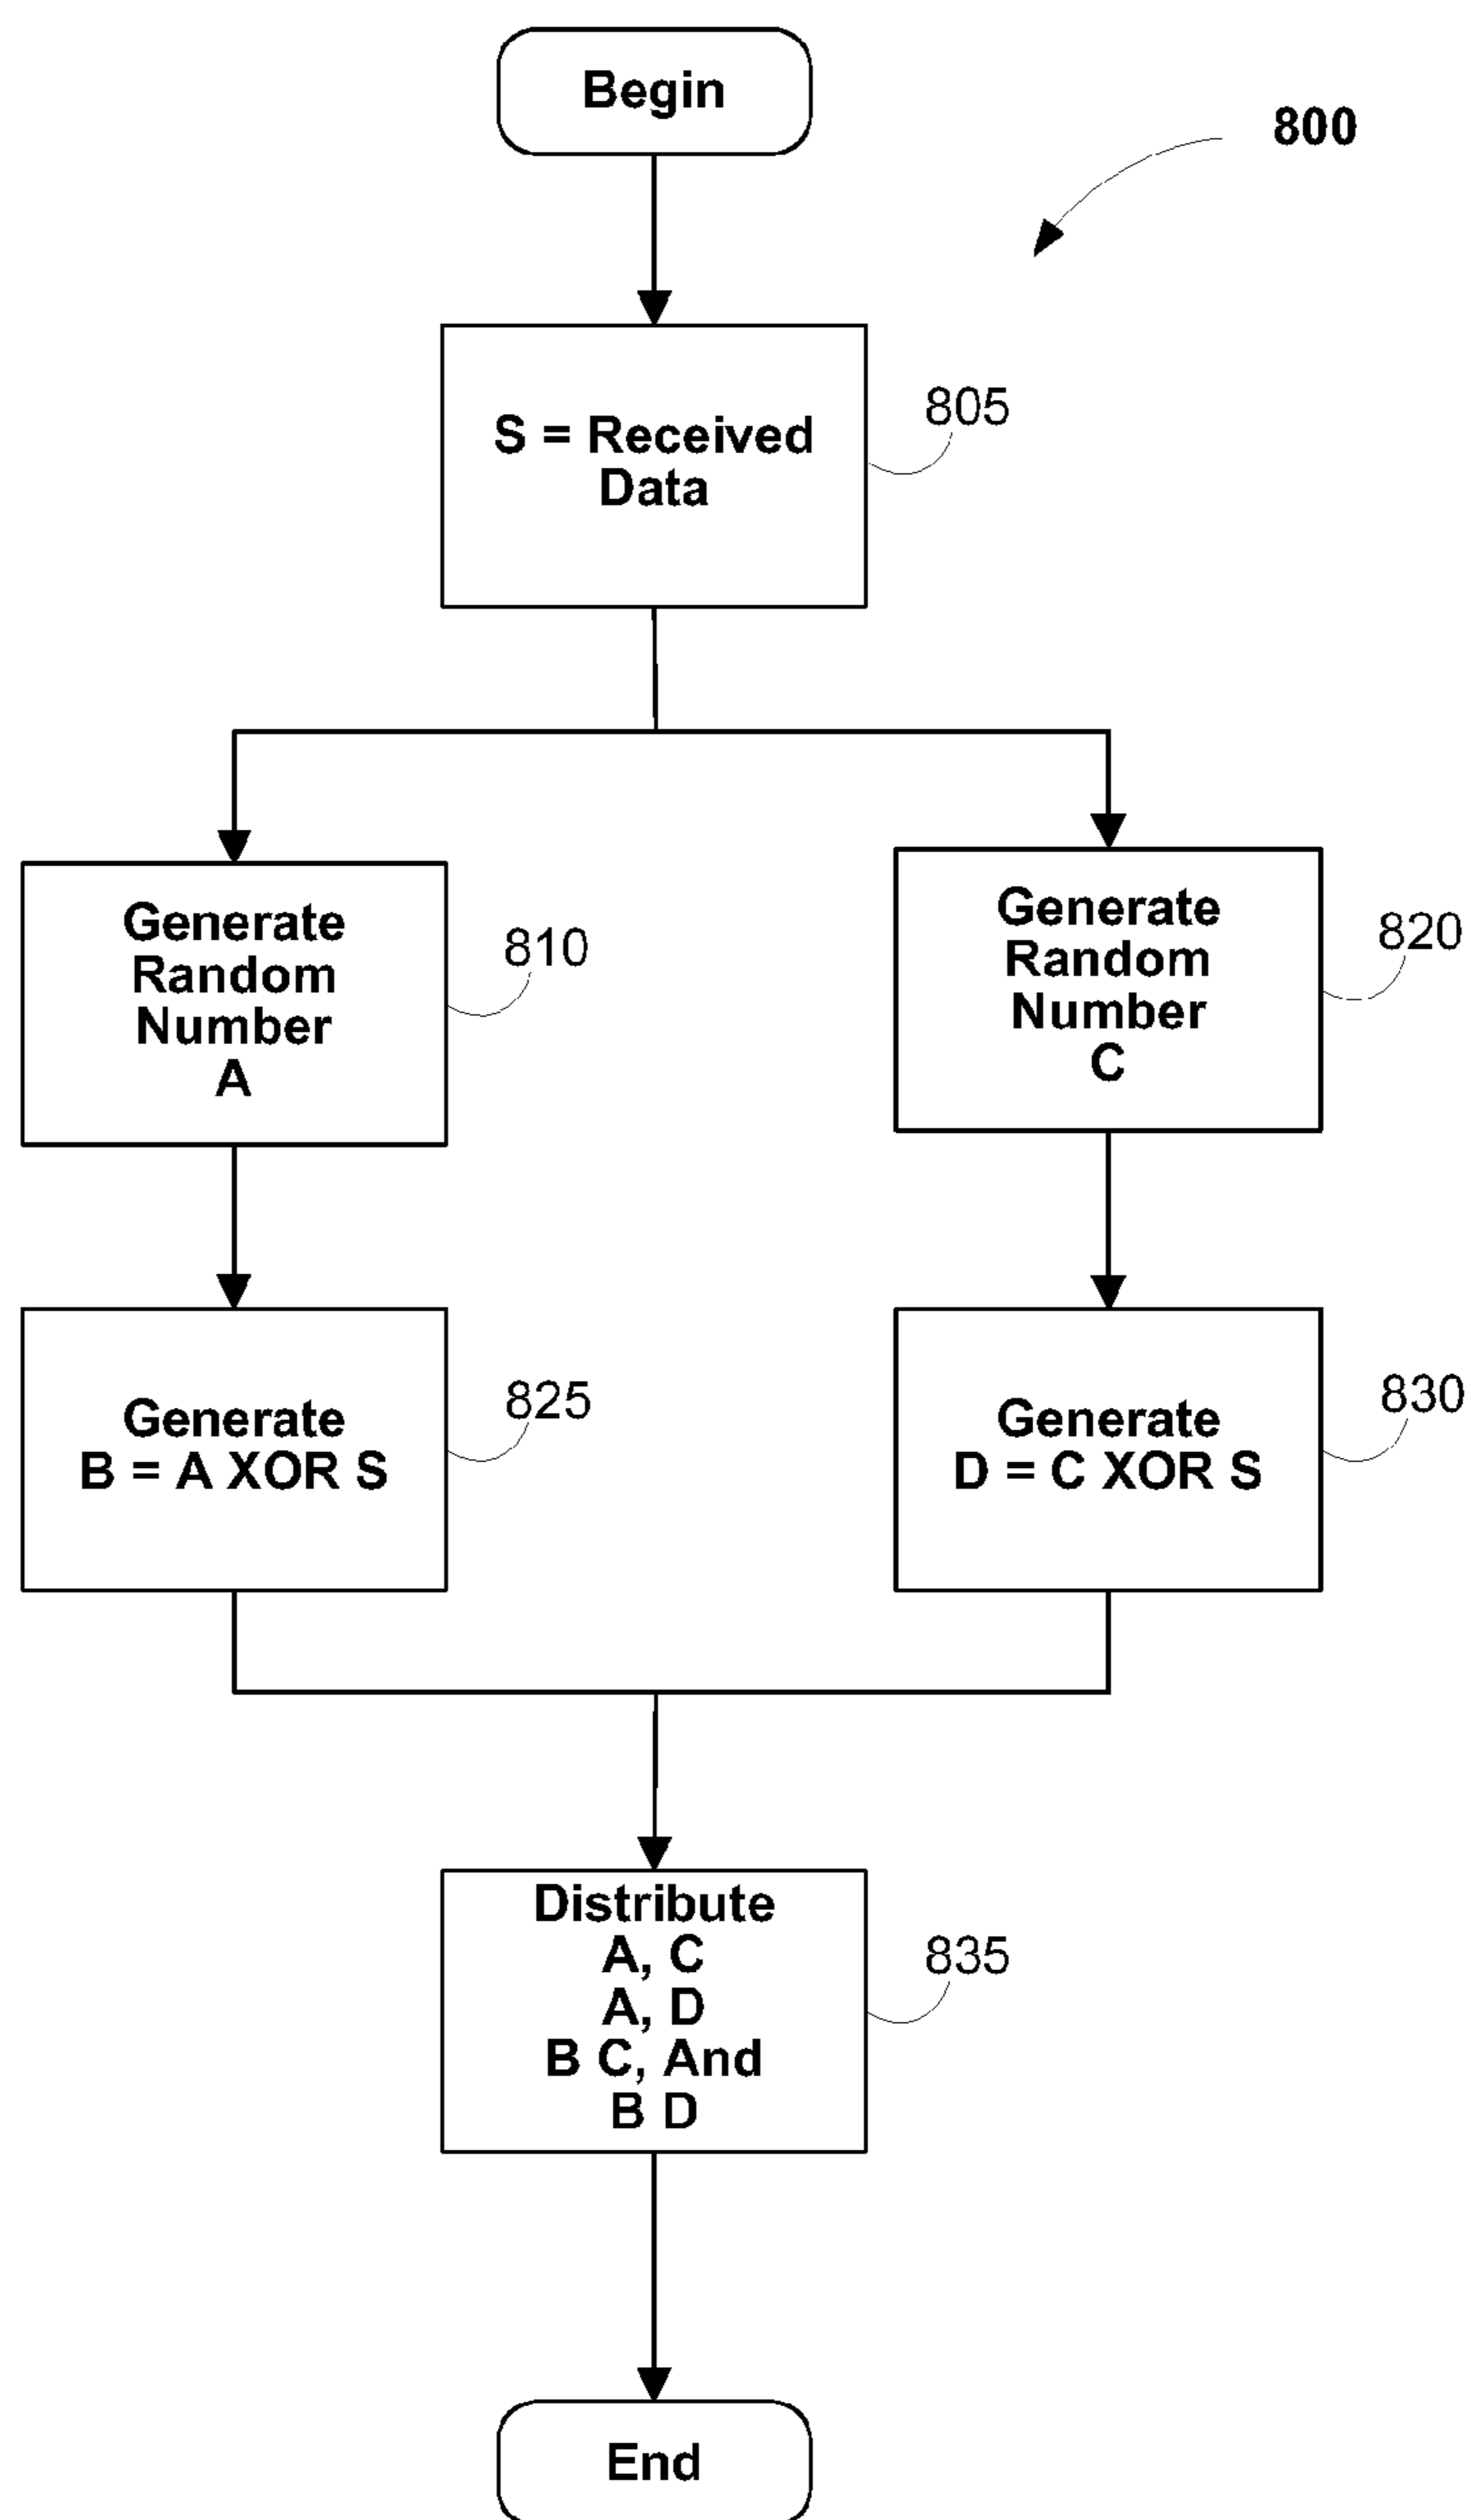 Begin
800
S = Received
Data
805
Generate
Random
Number
A
810
Generate
Random
Number
C
820
Generate
B = A XOR S
825
Generate
D = C XOR S
830
Distribute
A, C
A, D
B C, And
B D
835
End